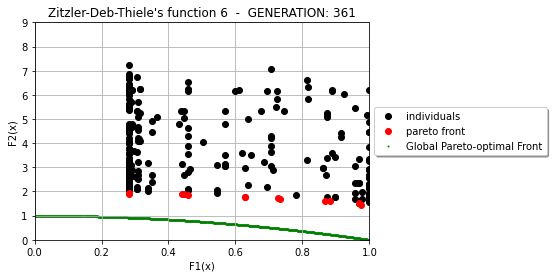 Zitzler-Deb-Thiele's function 6 - GENERATION: 361
9
8
7
6
5
4
3
2
1
0
F2(x)
0.0 0.2 0.4 0.6 0.8 1.0
F1(x)
individuals
pareto front
Global Pareto-optimal Front